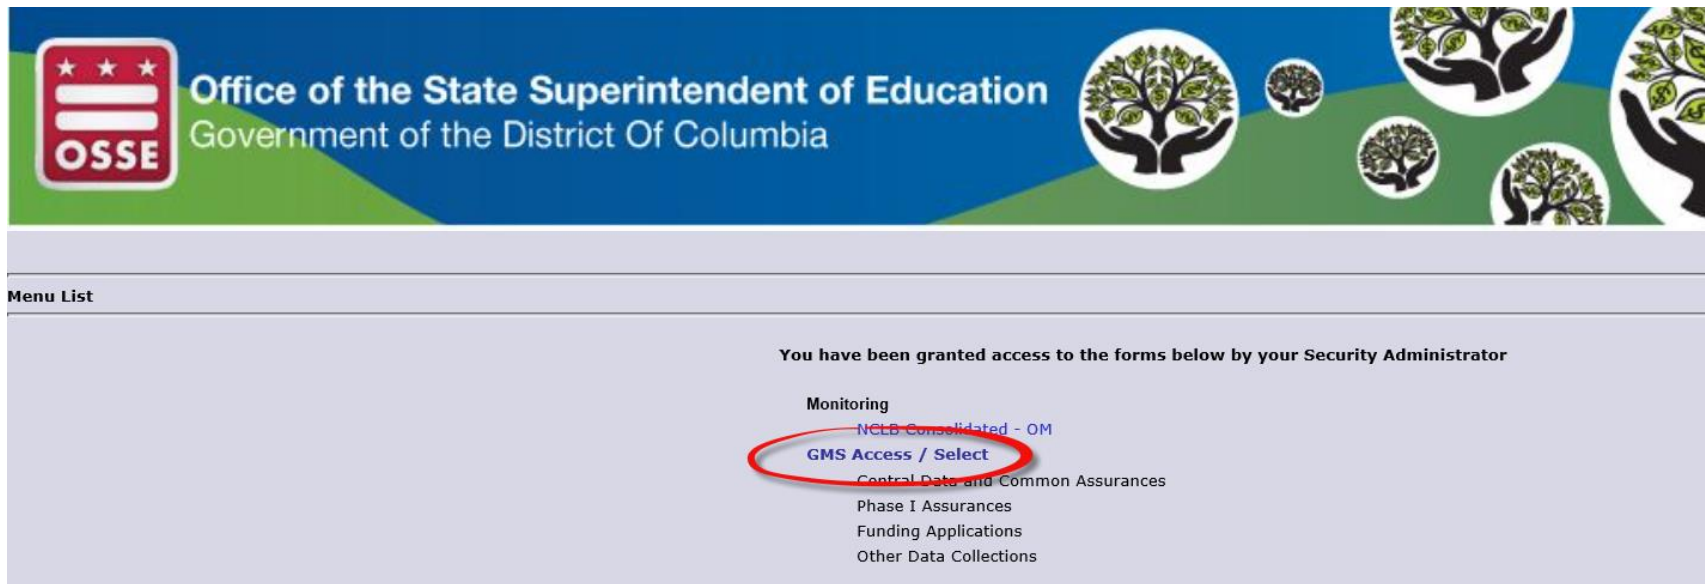 ★ ★ ★
OSSE
Office of the State Superintendent of Education
Government of the District Of Columbia
Menu List
You have been granted access to the forms below by your Security Administrator
Monitoring
NCLB Consolidated - OM
GMS Access / Select
Central Data and Common Assurances
Phase I Assurances
Funding Applications
Other Data Collections